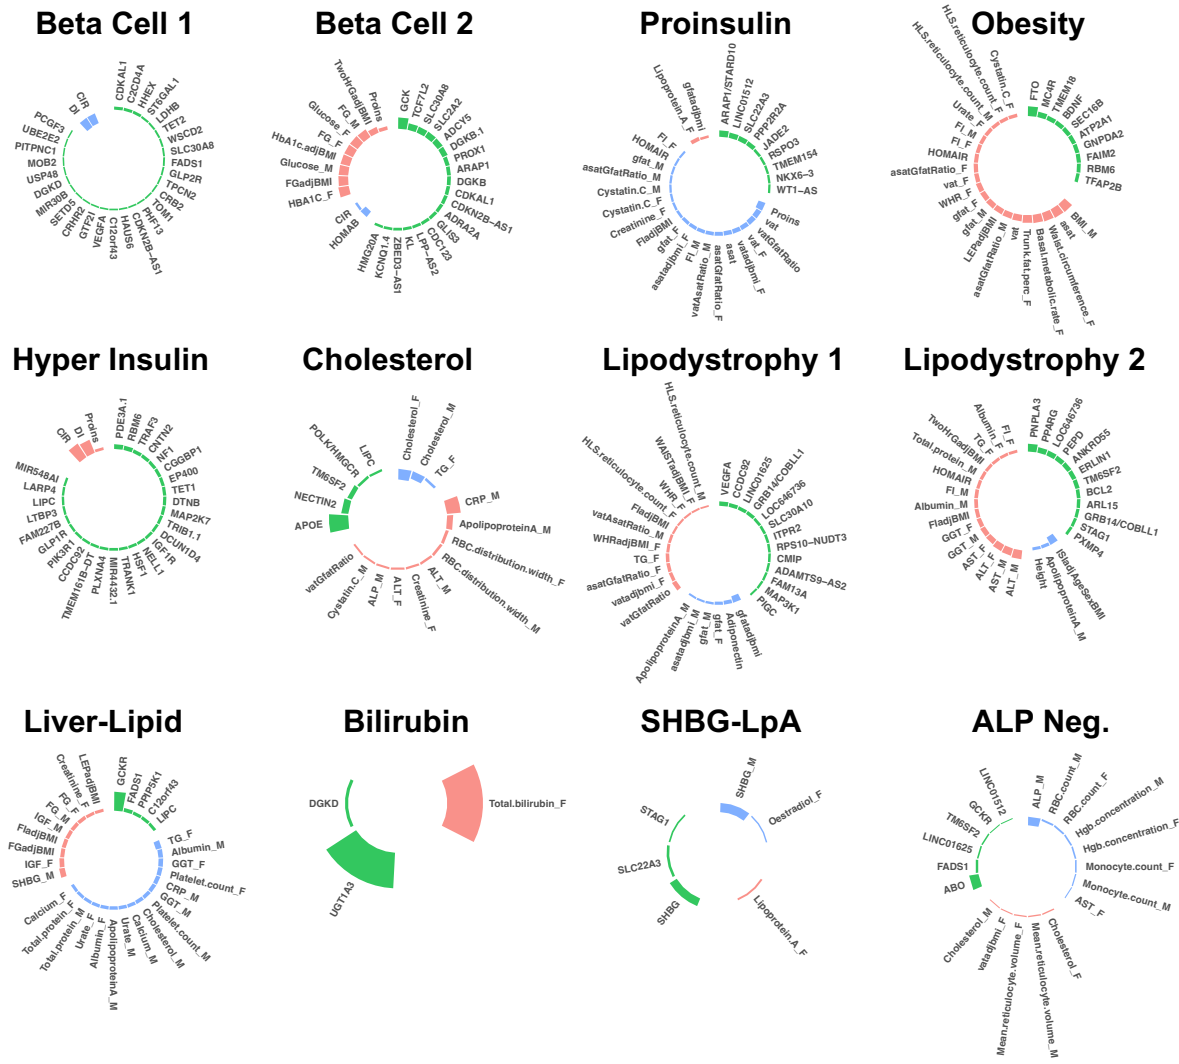 Beta Cell 1
Beta Cell 2
Proinsulin
Obesity
CDKAL1
C2CD4A
HHEX
ST6GAL1
LDHB
TET2
WSCD2
SLC30A8
FADS1
GLP2R
TPCN2
CRB2
TOM1
PHF13
CDKN2B−AS1
HAUS6
C12orf43
VEGFA
GTF2I
CRHR2
SETD5
MIR30B
DGKD
USP48
MOB2
PITPNC1
UBE2E2
PCGF3
DI
CIR
GCK
TCF7L2
SLC30A8
SLC2A2
ADCY5
DGKB.1
PROX1
ARAP1
DGKB
CDKAL1
CDKN2B−AS1
ADRA2A
GLIS3
CDC123
LPP−AS2
KL
ZBED3−AS1
KCNQ1.4
HMG20A
HOMAB
CIR
HBA1C_F
FGadjBMI
Glucose_M
HbA1c.adjBMI
FG_F
Glucose_F
FG_M
TwoHrGadjBMI
Proins
ARAP1/STARD10
LINC01512
SLC22A3
PPP2R2A
JADE2
RSPO3
TMEM154
NKX6−3
WT1−AS
Proins
vat
vatGfatRatio
vat_F
vatadjbmi_F
asat
asatGfatRatio_F
vatAsatRatio_M
FI_M
asatadjbmi_F
gfat_F
FIadjBMI
Creatinine_F
Cystatin.C_F
Cystatin.C_M
asatGfatRatio_M
gfat_M
HOMAIR
FI_F
Lipoprotein.A_F
gfatadjbmi
FTO
MC4R
TMEM18
BDNF
SEC16B
ATP2A1
GNPDA2
FAIM2
RBM6
TFAP2B
BMI_M
asat
Waist.circumference_F
Basal.metabolic.rate_F
Trunk.fat.perc_F
vat
asatGfatRatio_M
LEPadjBMI
gfat_M
gfat_F
WHR_F
vat_F
asatGfatRatio_F
HOMAIR
FI_F
FI_M
Urate_F
HLS.reticulocyte.count_M
HLS.reticulocyte.count_F
Cystatin.C_F
Hyper Insulin
Cholesterol
Lipodystrophy 1
Lipodystrophy 2
PDE3A.1
RBM6
TRAF3
CNTN2
NF1
CGGBP1
EP400
TET1
DTNB
MAP2K7
TRIB1.1
DCUN1D4
IGF1R
NELL1
HSF1
TRANK1
MIR4432.1
PLXNA4
TMEM161B−DT
CCDC92
PIK3R1
GLP1R
FAM227B
LTBP3
LIPC
LARP4
MIR548AI
CIR
DI
Proins
Cholesterol_F
Cholesterol_M
TG_F
CRP_M
ApolipoproteinA_M
RBC.distribution.width_F
RBC.distribution.width_M
ALT_M
Creatinine_F
ALT_F
ALP_M
Cystatin.C_M
vatGfatRatio
APOE
NECTIN2
TM6SF2
POLK/HMGCR
LIPC
VEGFA
CCDC92
LINC01625
GRB14/COBLL1
LOC646736
SLC30A10
ITPR2
RPS10−NUDT3
CMIP
ADAMTS9−AS2
FAM13A
MAP3K1
PIGC
gfatadjbmi
Adiponectin
gfat_F
gfat_M
asatadjbmi_M
ApolipoproteinA_M
vatGfatRatio
vatadjbmi_F
asatGfatRatio_F
TG_F
WHRadjBMI_F
vatAsatRatio_M
FIadjBMI
HLS.reticulocyte.count_F
WHR_F
WAISTadjBMI_F
HLS.reticulocyte.count_M
PNPLA3
PPARG
LOC646736
PEPD
ANKRD55
ERLIN1
TM6SF2
BCL2
ARL15
GRB14/COBLL1
STAG1
PXMP4
ISIadjAgeSexBMI
ApolipoproteinA_M
Height
ALT_M
AST_M
ALT_F
AST_F
GGT_M
GGT_F
FIadjBMI
Albumin_M
FI_M
HOMAIR
Total.protein_M
TwoHrGadjBMI
TG_F
Albumin_F
FI_F
Liver-Lipid
Bilirubin
SHBG-LpA
ALP Neg.
GCKR
FADS1
PPIP5K1
C12orf43
LIPC
TG_F
Albumin_M
GGT_F
Platelet.count_F
CRP_M
GGT_M
Platelet.count_M
Cholesterol_M
Calcium_M
Urate_M
ApolipoproteinA_M
Albumin_F
Urate_F
Total.protein_M
Total.protein_F
Calcium_F
SHBG_M
IGF_F
FGadjBMI
FIadjBMI
IGF_M
FG_M
FG_F
Creatinine_F
LEPadjBMI
Total.bilirubin_F
UGT1A3
DGKD
SHBG_M
Oestradiol_F
Lipoprotein.A_F
SHBG
SLC22A3
STAG1
ALP_M
RBC.count_M
RBC.count_F
Hgb.concentration_M
Hgb.concentration_F
Monocyte.count_F
Monocyte.count_M
AST_F
Cholesterol_F
Mean.reticulocyte.volume_M
Mean.reticulocyte.volume_F
vatadjbmi_F
Cholesterol_M
ABO
FADS1
LINC01625
TM6SF2
GCKR
LINC01512